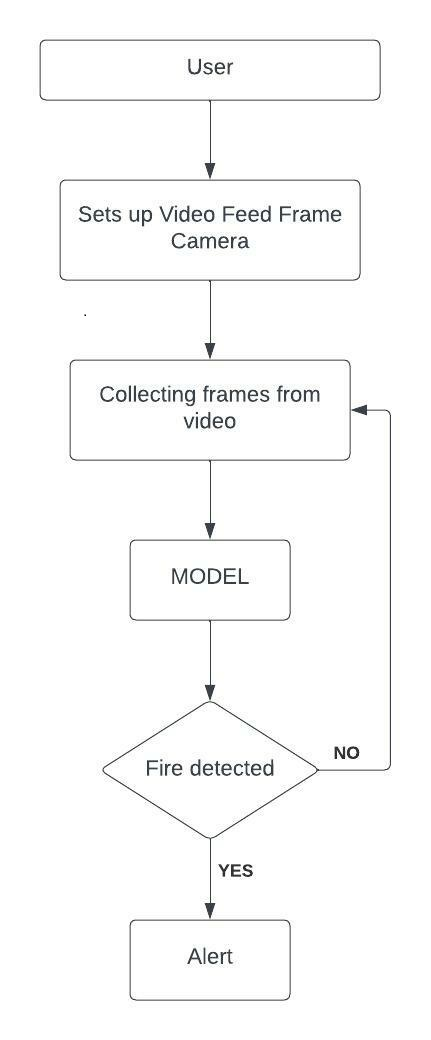 User
Sets up Video Feed Frame
Camera
Collecting frames from
video
MODEL
Fire detected
NO
YES
Alert